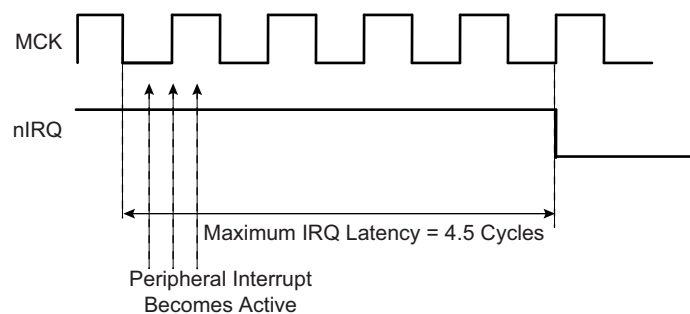 MCK
nIRQ
Maximum IRQ Latency = 4.5 Cycles
Peripheral Interrupt
Becomes Active